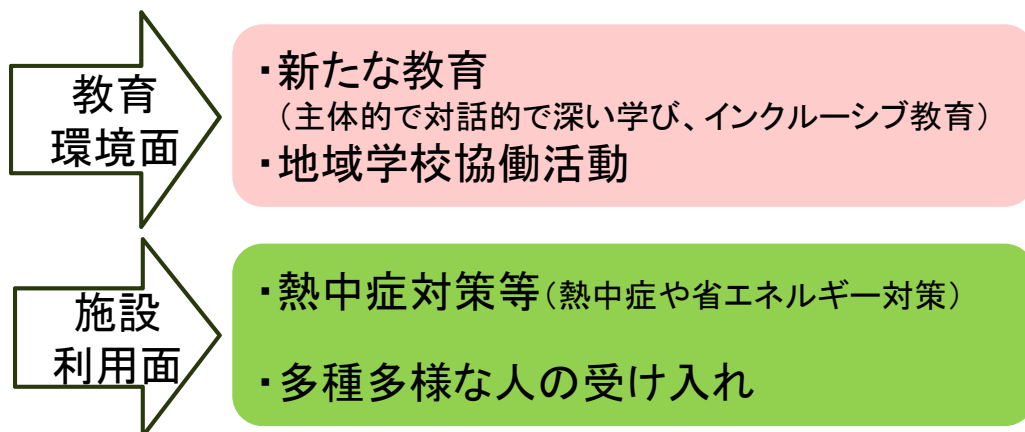 教育
環境面
・新たな教育
（主体的で対話的で深い学び、インクルーシブ教育）
・地域学校協働活動
施設
利用面
・熱中症対策等（熱中症や省エネルギー対策）
・多種多様な人の受け入れ